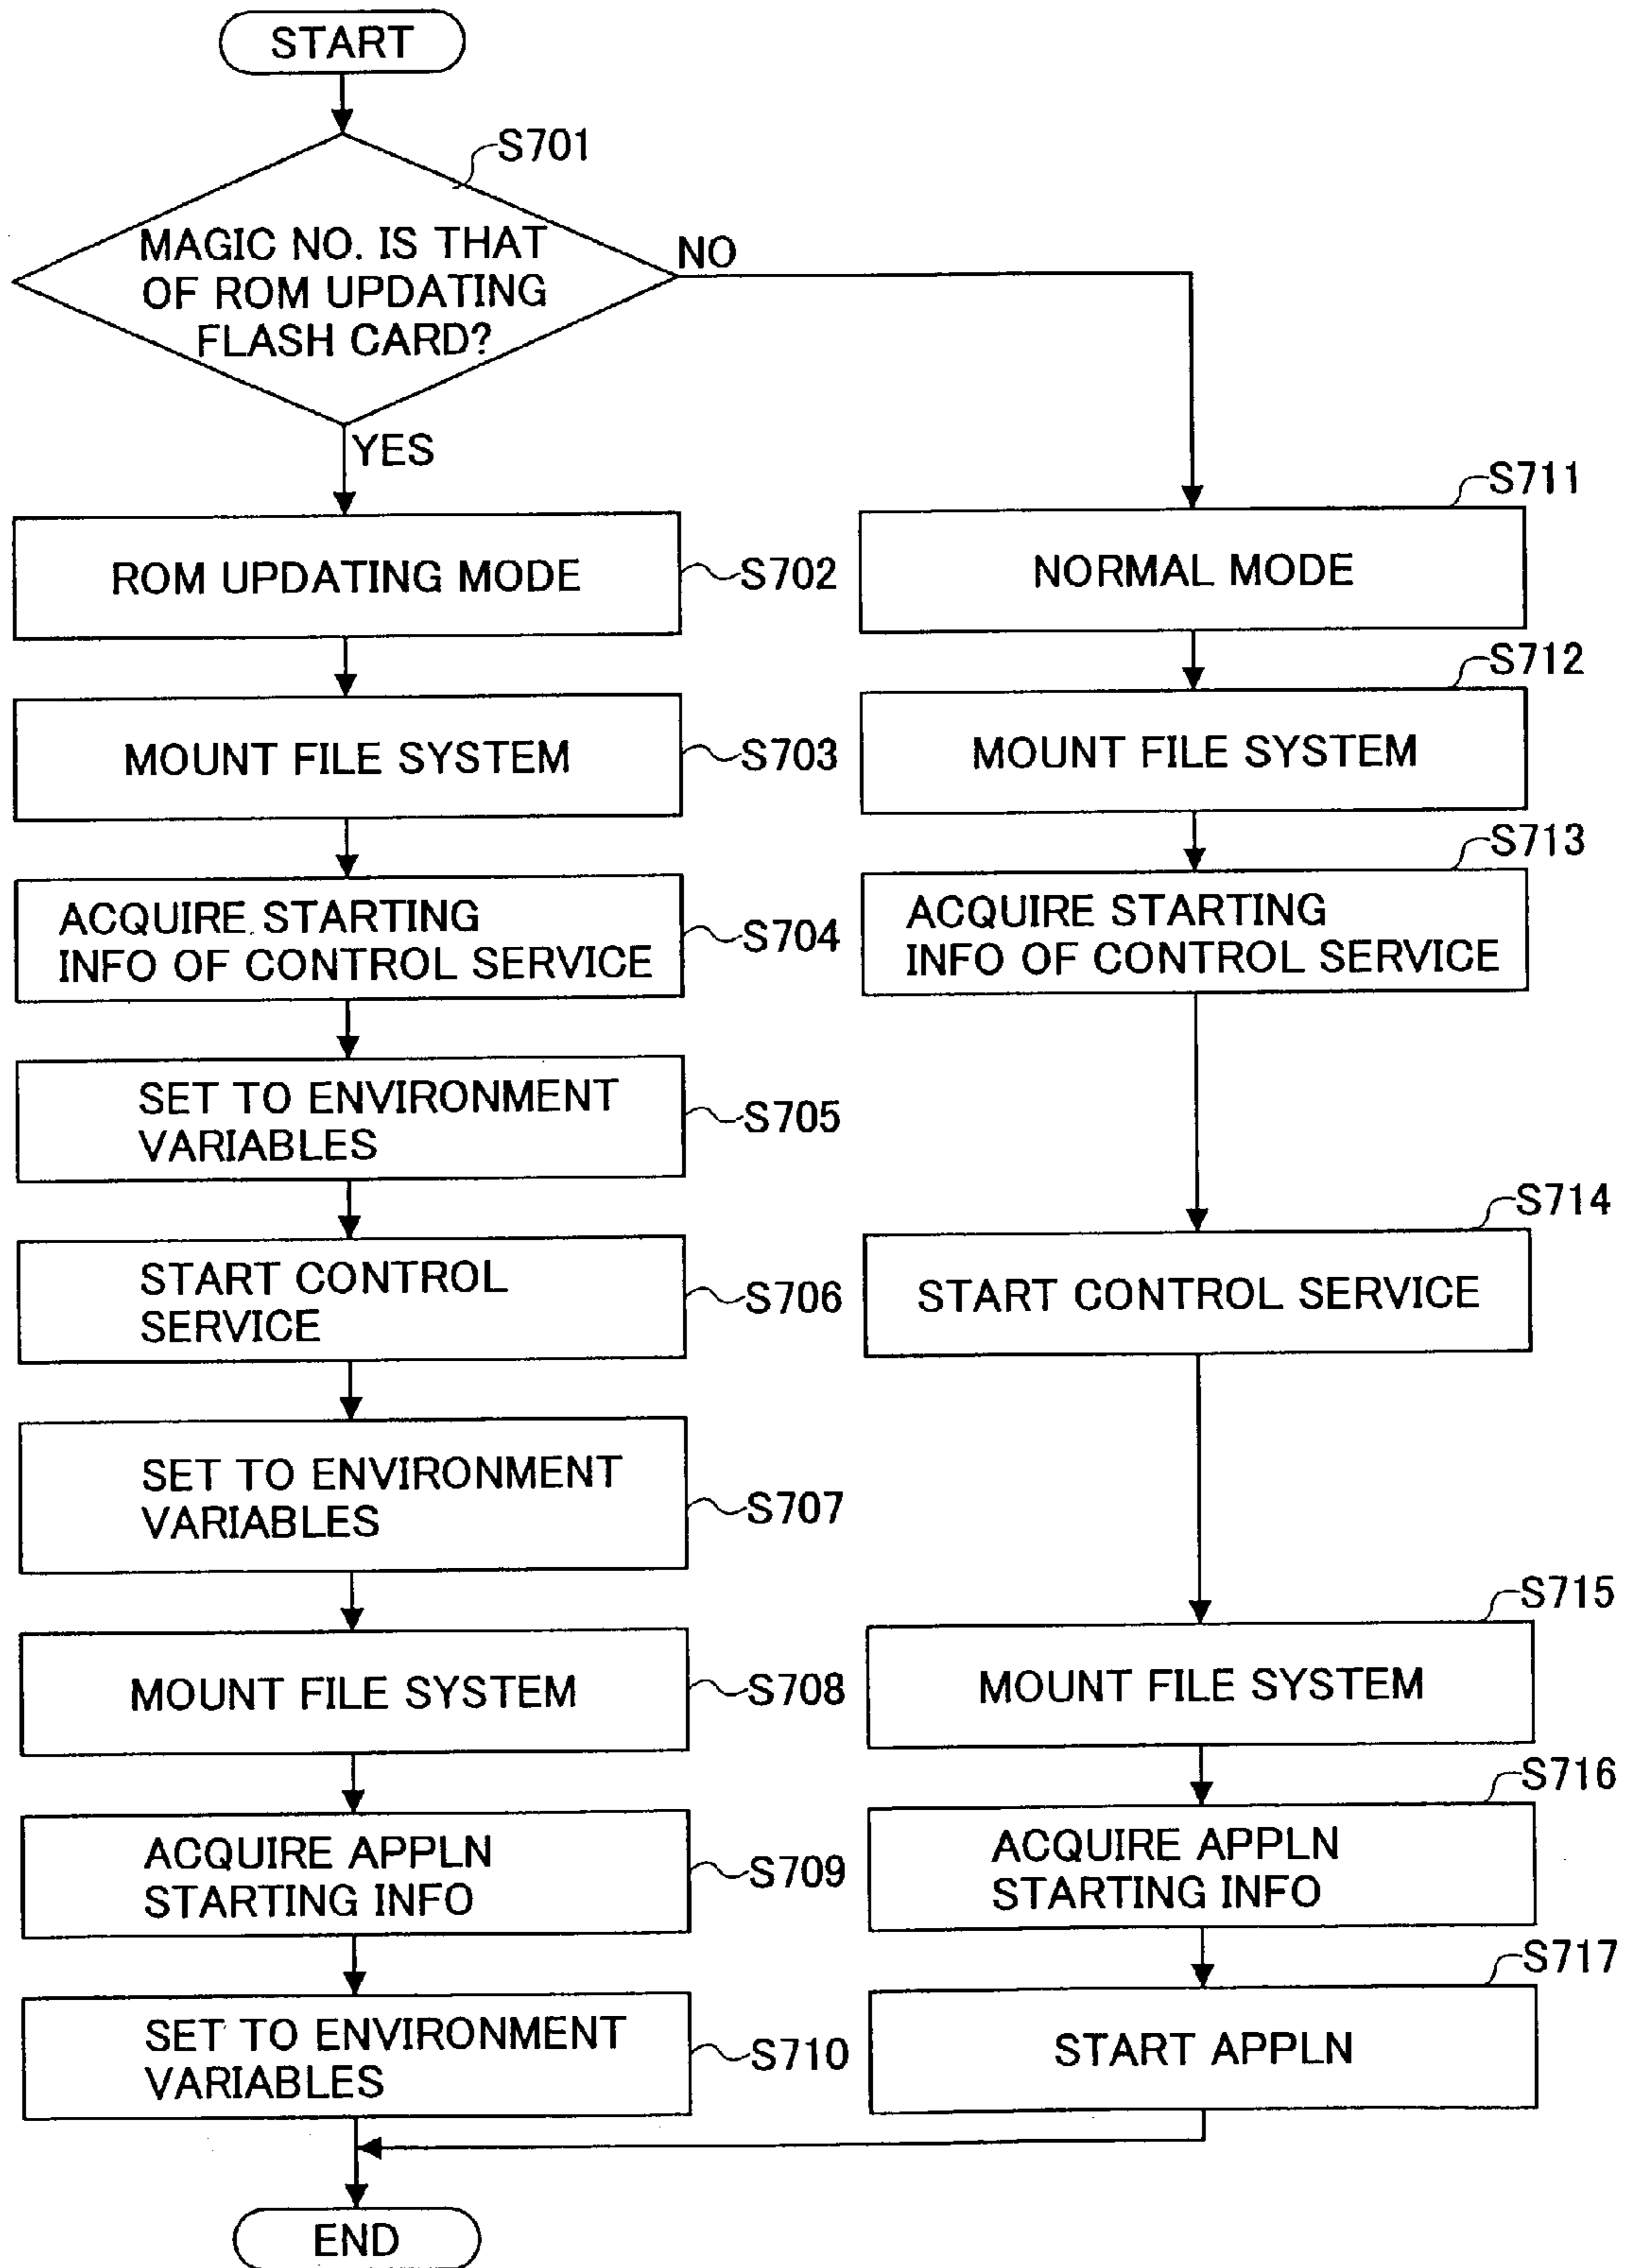 START
S701
MAGIC NO. IS THAT
OF ROM UPDATING
FLASH CARD?
NO
YES
ROM UPDATING MODE
S702
MOUNT FILE SYSTEM
S703
ACQUIRE STARTING
INFO OF CONTROL SERVICE
S704
SET TO ENVIRONMENT
VARIABLES
S705
START CONTROL
SERVICE
S706
SET TO ENVIRONMENT
VARIABLES
S707
MOUNT FILE SYSTEM
S708
ACQUIRE APPLN
STARTING INFO
S709
SET TO ENVIRONMENT
VARIABLES
S710
S711
NORMAL MODE
S712
MOUNT FILE SYSTEM
S713
ACQUIRE STARTING
INFO OF CONTROL SERVICE
S714
START CONTROL SERVICE
S715
MOUNT FILE SYSTEM
S716
ACQUIRE APPLN
STARTING INFO
S717
START APPLN
END